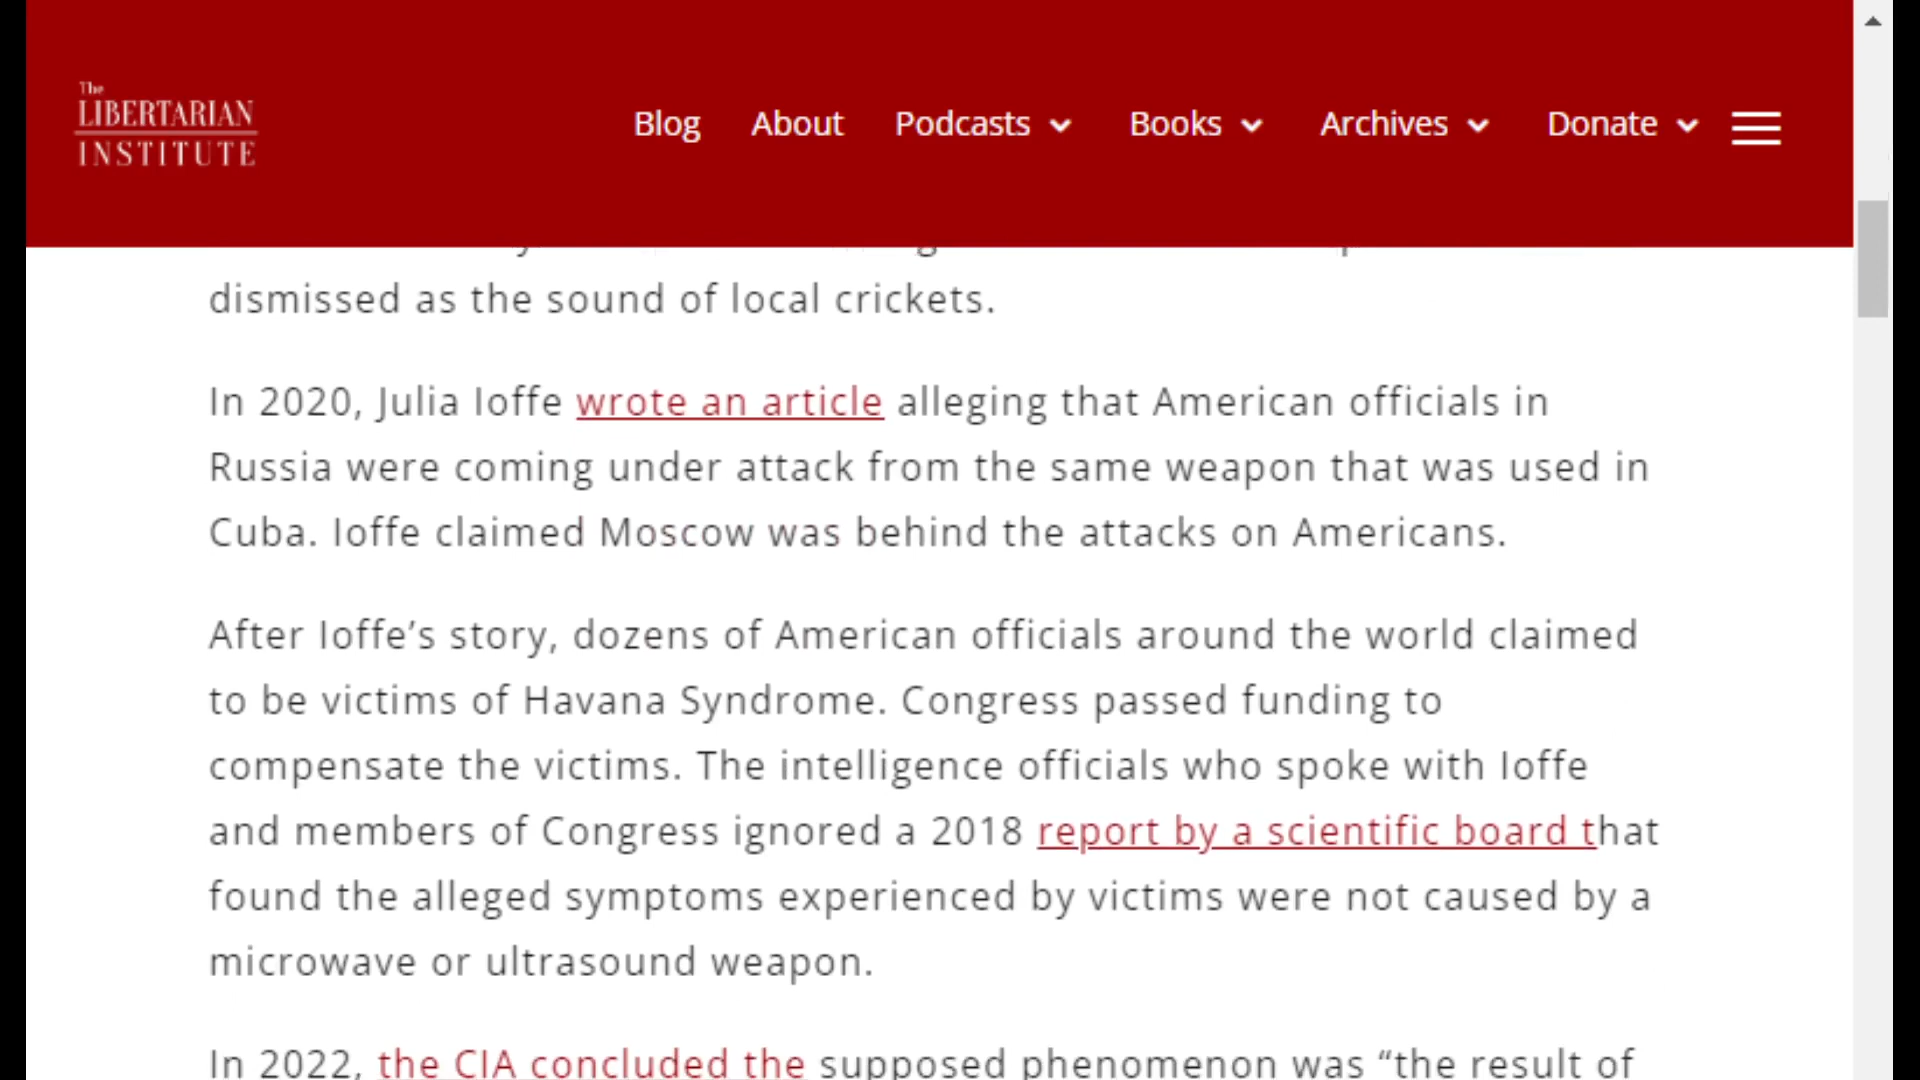 The
LIBERTARIAN
INSTITUTE
Blog About Podcasts Books Archives Donate
dismissed as the sound of local crickets.
In 2020, Julia Ioffe wrote an article alleging that American officials in
Russia were coming under attack from the same weapon that was used in
Cuba. Ioffe claimed Moscow was behind the attacks on Americans.
After Ioffe’s story, dozens of American officials around the world claimed
to be victims of Havana Syndrome. Congress passed funding to
compensate the victims. The intelligence officials who spoke with Ioffe
and members of Congress ignored a 2018 report by a scientific board that
found the alleged symptoms experienced by victims were not caused by a
microwave or ultrasound weapon.
In 2022, the CIA concluded the supposed phenomenon was “the result of